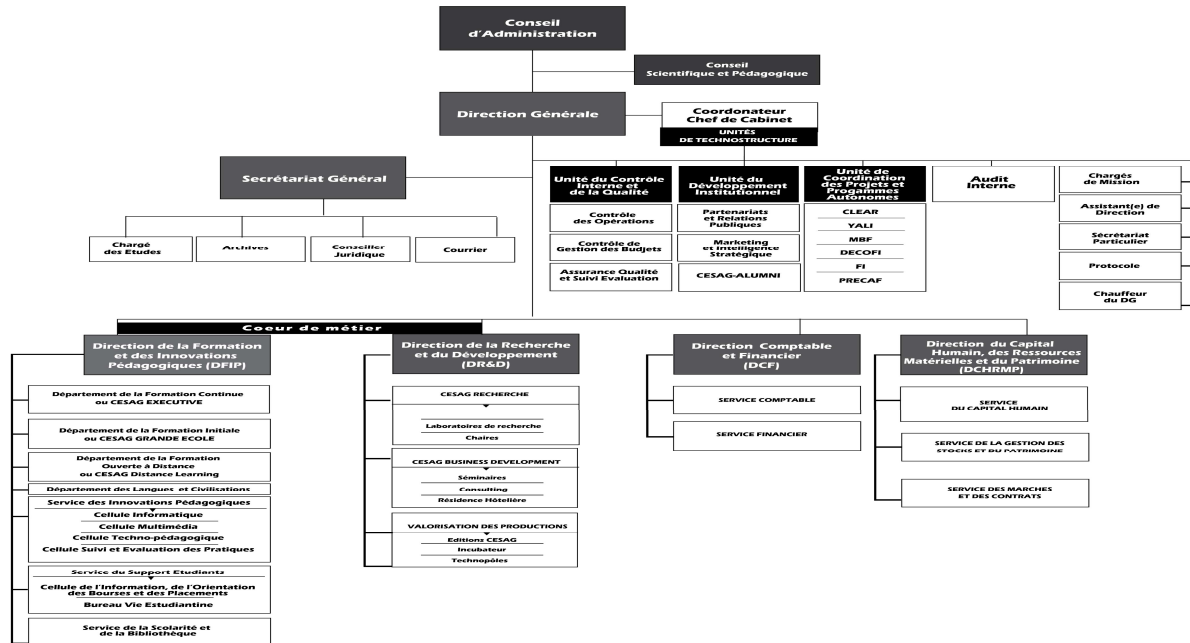 Conseil
d'Administration
Conseil
Scientifique et Pédagogique
Direction Générale
Coordonateur
Chef de Cabinet
UNITÉS
DE TECHNOSTRUCTURE
Secrétariat Général
Chargé
des Etudes
Archives
Conseiller
Juridique
Courrier
Unité du Contrôle
Interne et
de la Qualité
Contrôle
des Opérations
Contrôle de
Gestion des Budjets
Assurance Qualité
et Suivi Evaluation
Unité du
Développement
Institutionnel
Partenariats
et Relations
Publiques
Marketing
et Intelligence
Stratégique
CESAG-ALUMNI
Unité de
Coordination
des Projets et
Progammes
Autonomes
CLEAR
YALI
MBF
DECOFI
FI
PRECAF
Audit
Interne
Chargés
de Mission
Assistant(e) de
Direction
Sécrétariat
Particulier
Protocole
Chauffeur
du DG
Coeur de métier
Direction de la Formation
et des Innovations
Pédagogiques (DFIP)
Département de la Formation Continue
ou CESAG EXECUTIVE
Département de la Formation Initiale
ou CESAG GRANDE ECOLE
Département de la Formation
Ouverte à Distance
ou CESAG Distance Learning
Département des Langues et Civilisations
Service des Innovations Pédagogiques
Cellule Informatique
Cellule Multimédia
Cellule Techno-pédagogique
Cellule Suivi et Evaluation des Pratiques
Service du Support Etudiants
Cellule de l'Information, de l'Orientation
des Bourses et des Placements
Bureau Vie Estudiantine
Service de la Scolarité et
de la Bibliothèque
Direction de la Recherche
et du Développement
(DR&D)
CESAG RECHERCHE
Laboratoires de recherche
Chaires
CESAG BUSINESS DEVELOPMENT
Séminaires
Consulting
Résidence Hôtelière
VALORISATION DES PRODUCTIONS
Editions CESAG
Incubateur
Technopôles
Direction Comptable
et Financier
(DCF)
SERVICE COMPTABLE
SERVICE FINANCIER
Direction du Capital
Humain, des Ressources
Matérielles et du Patrimoine
(DCHRMP)
SERVICE
DU CAPITAL HUMAIN
SERVICE DE LA GESTION DES
STOCKS ET DU PATRIMOINE
SERVICE DES MARCHES
ET DES CONTRATS